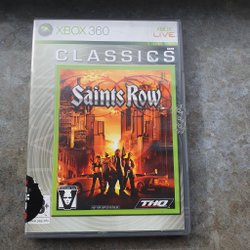 XBOX 360
LIVE
CLASSICS
Saints Row
THQ